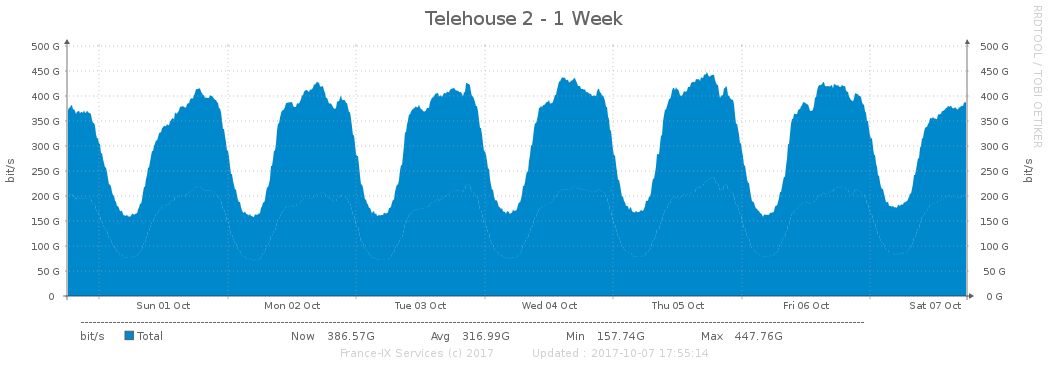 Telehouse 2 - 1 Week
RRDTOOL / TOBI OETIKER
500 G 500 G
450 G 450 G
400 G 400 G
350 G 350 G
300 G 300 G
250 G 250 G
200 G 200 G
150 G 150 G
100 G 100 G
50 G 50 G
0 0 G
bit/s
bit/s
Sun 01 Oct Mon 02 Oct Tue 03 Oct Wed 04 Oct Thu 05 Oct Fri 06 Oct Sat 07 Oct
bit/s Total Now 386.57G Avg 316.99G Min 157.74G Max 447.76G
France-IX Services (c) 2017 Updated : 2017-10-07 17:55:14